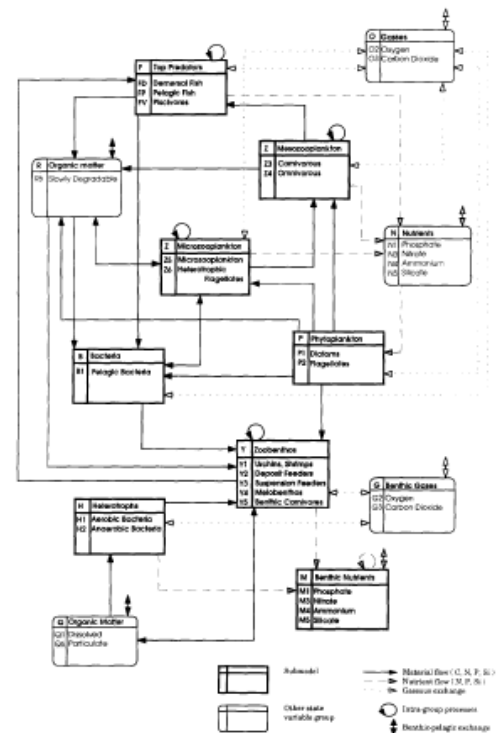 O Gases
O2 Oxygen
O3 Carbon Dioxide
F Top Predators
FD Demersal Fish
FP Pelagic Fish
FV Piscivores
Z Mesozooplankton
Z3 Carnivorous
Z4 Omnivorous
R Organic matter
R6 Slowly Degradable
N Nutrients
N1 Phosphate
N3 Nitrate
N4 Ammonium
N5 Silicate
Z Microzooplankton
Z5 Microzooplankton
Z6 Heterotrophic
Flagellates
P Phytoplankton
P1 Diatoms
P2 Flagellates
B Bacteria
B1 Pelagic Bacteria
Y Zoobenthos
Y1 Urchins, Shrimps
Y2 Deposit Feeders
Y3 Suspension Feeders
Y4 Meiobenthos
Y5 Benthic Carnivores
G Benthic Gases
G2 Oxygen
G3 Carbon Dioxide
H Heterotrophs
H1 Aerobic Bacteria
H2 Anaerobic Bacteria
M Benthic Nutrients
M1 Phosphate
M3 Nitrate
M4 Ammonium
M5 Silicate
Q Organic Matter
Q1 Dissolved
Q6 Particulate
Submodel
Other state
variable group
Material flow (C, N, P, Si)
Nutrient flow (N, P, Si)
Gaseous exchange
Intra-group processes
Benthic-pelagic exchange